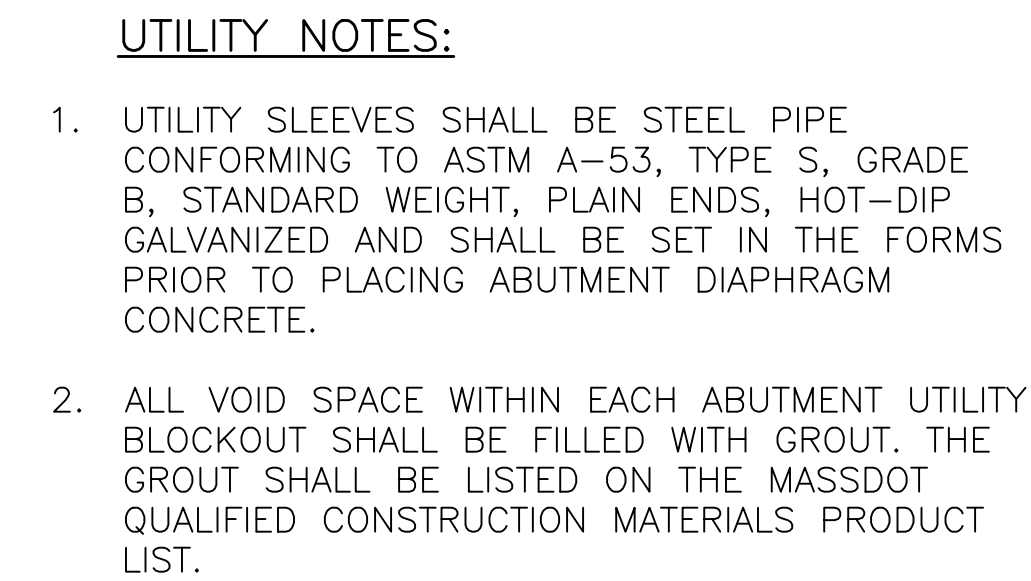 UTILITY NOTES:
1. UTILITY SLEEVES SHALL BE STEEL PIPE
CONFORMING TO ASTM A–53, TYPE S, GRADE
B, STANDARD WEIGHT, PLAIN ENDS, HOT–DIP
GALVANIZED AND SHALL BE SET IN THE FORMS
PRIOR TO PLACING ABUTMENT DIAPHRAGM
CONCRETE.
2. ALL VOID SPACE WITHIN EACH ABUTMENT UTILITY
BLOCKOUT SHALL BE FILLED WITH GROUT. THE
GROUT SHALL BE LISTED ON THE MASSDOT
QUALIFIED CONSTRUCTION MATERIALS PRODUCT
LIST.